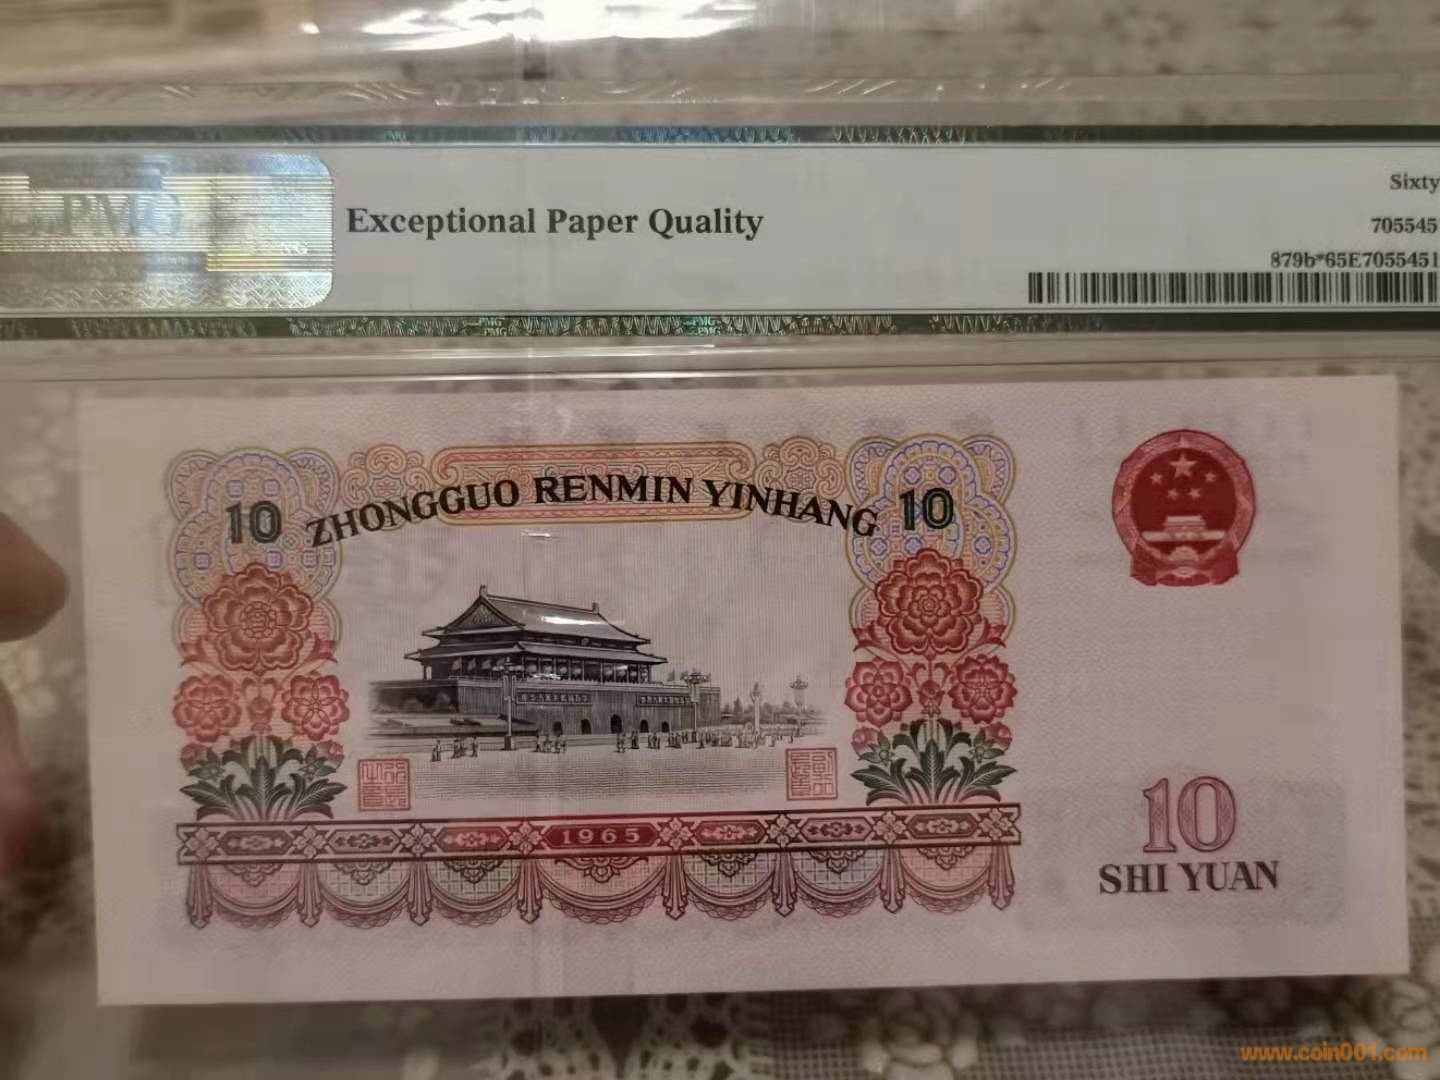 PMG
Exceptional Paper Quality
Sixty
705545
879b*65E7055451
10 ZHONGGUO RENMIN YINHANG 10
1965
10
SHI YUAN
www.coin001.com